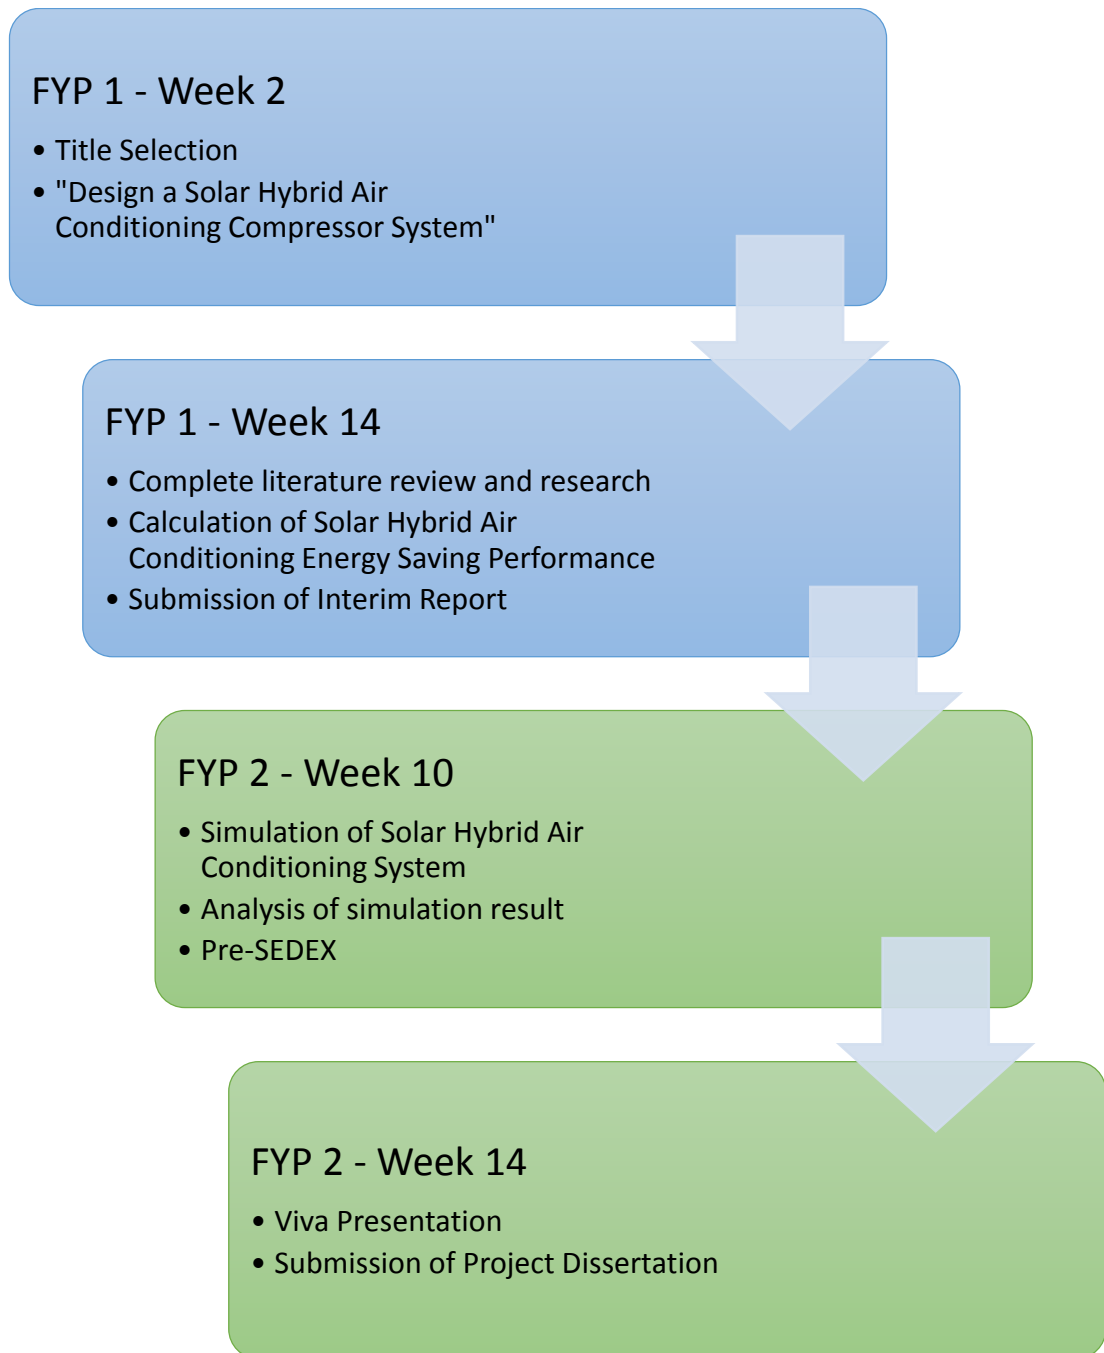 FYP 1 - Week 2
• Title Selection
• "Design a Solar Hybrid Air
Conditioning Compressor System"
FYP 1 - Week 14
• Complete literature review and research
• Calculation of Solar Hybrid Air
Conditioning Energy Saving Performance
• Submission of Interim Report
FYP 2 - Week 10
• Simulation of Solar Hybrid Air
Conditioning System
• Analysis of simulation result
• Pre-SEDEX
FYP 2 - Week 14
• Viva Presentation
• Submission of Project Dissertation